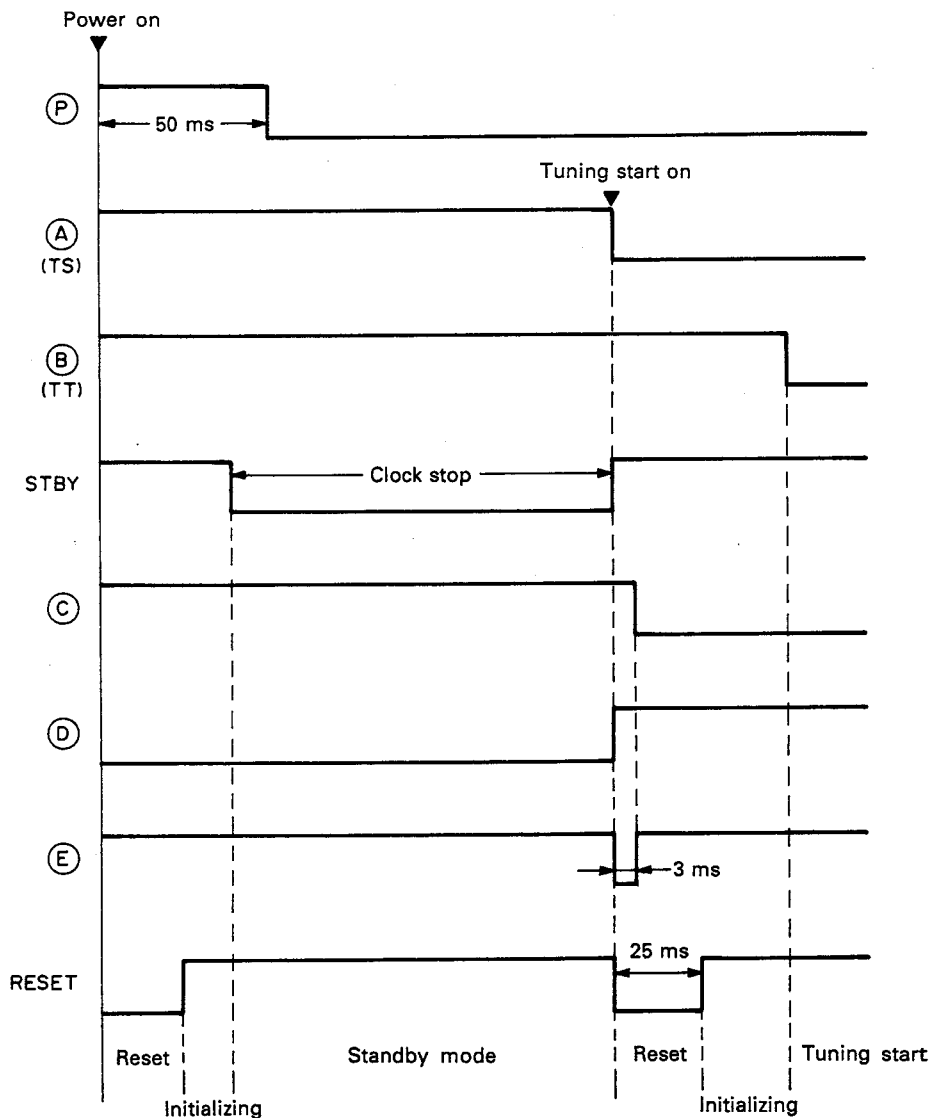 Power on
P
50 ms
Tuning start on
A
(TS)
B
(TT)
STBY
Clock stop
C
D
E
3 ms
RESET
25 ms
Reset
Standby mode
Reset
Tuning start
Initializing
Initializing